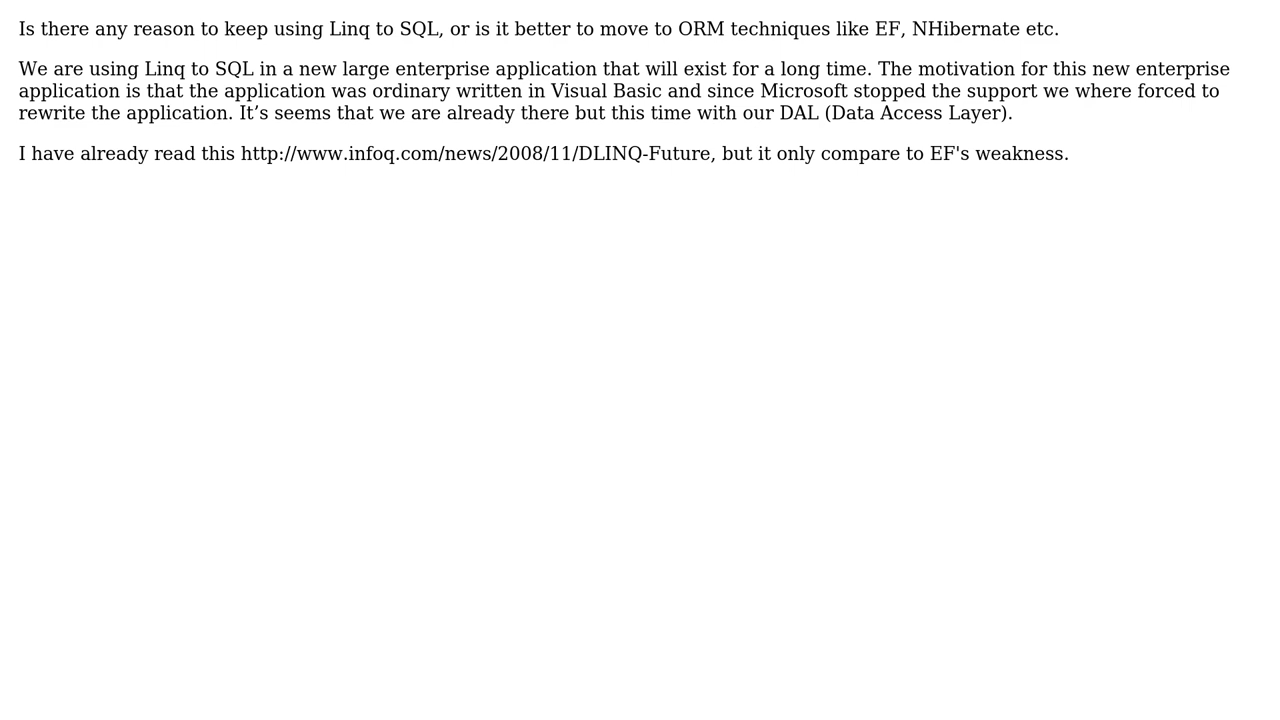 Is there any reason to keep using Linq to SQL, or is it better to move to ORM techniques like EF, NHibernate etc.
We are using Linq to SQL in a new large enterprise application that will exist for a long time. The motivation for this new enterprise
application is that the application was ordinary written in Visual Basic and since Microsoft stopped the support we where forced to
rewrite the application. It’s seems that we are already there but this time with our DAL (Data Access Layer).
I have already read this http://www.infoq.com/news/2008/11/DLINQ-Future, but it only compare to EF's weakness.